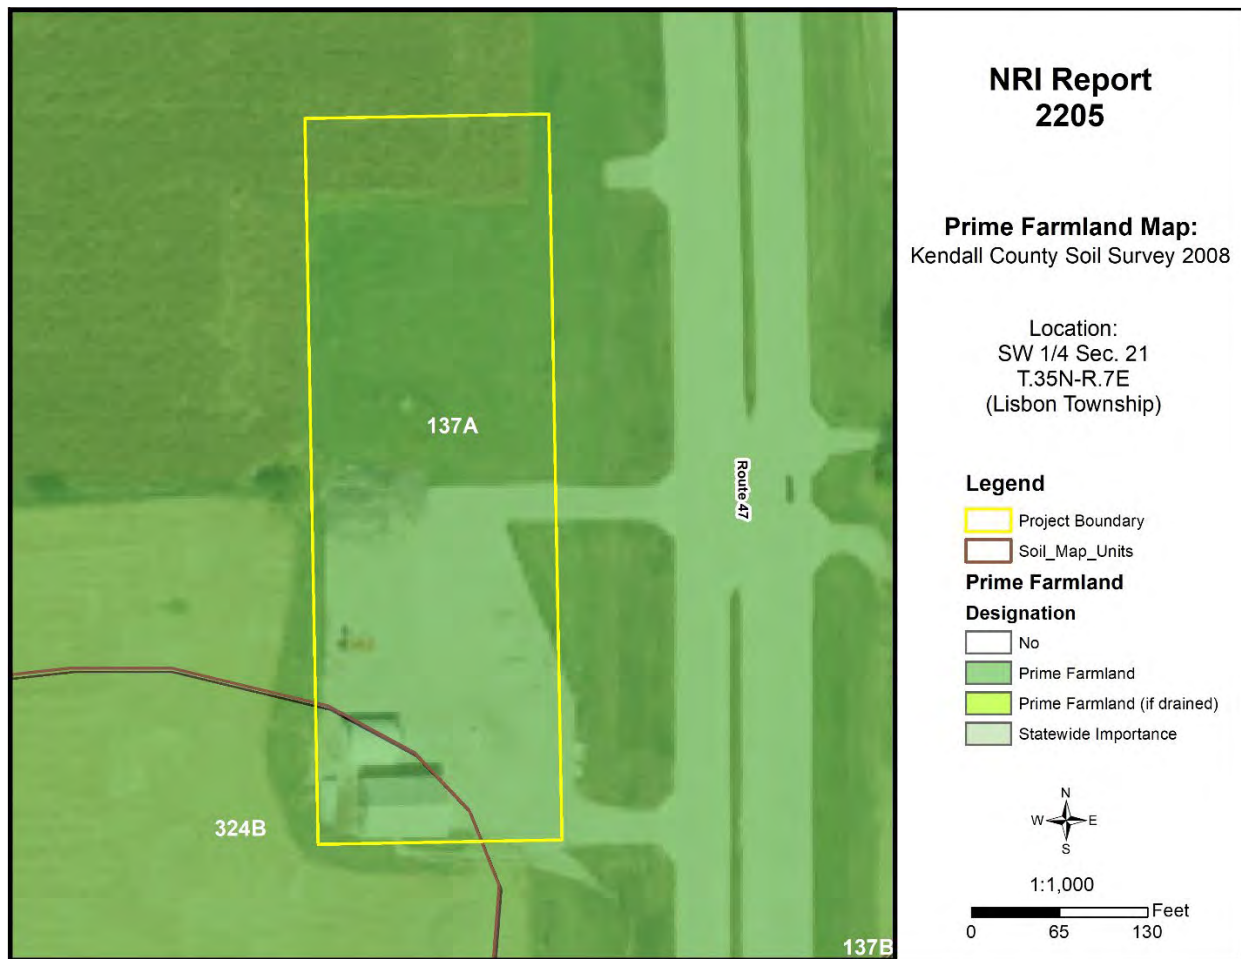 NRI Report
2205
Prime Farmland Map:
Kendall County Soil Survey 2008
Location:
SW 1/4 Sec. 21
T.35N-R.7E
(Lisbon Township)
Legend
Project Boundary
Soil_Map_Units
Prime Farmland
Designation
No
Prime Farmland
Prime Farmland (if drained)
Statewide Importance
N
W E
S
1:1,000
Feet
0 65 130
137A
Route 47
324B
137B